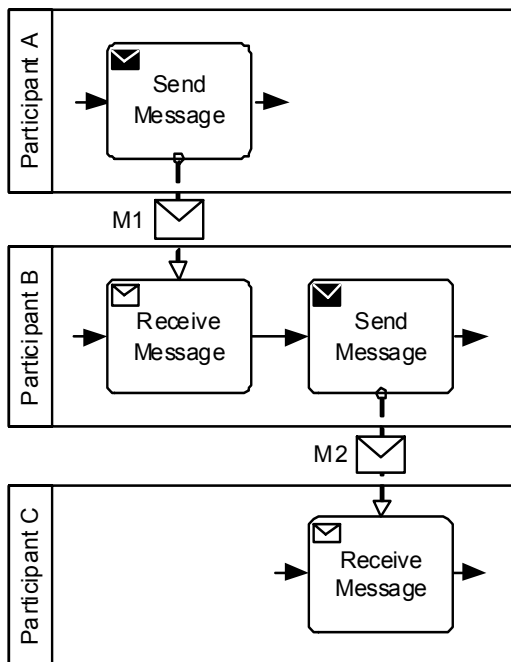 Participant A
Send
Message
M1
Participant B
Receive
Message
Send
Message
M2
Participant C
Receive
Message